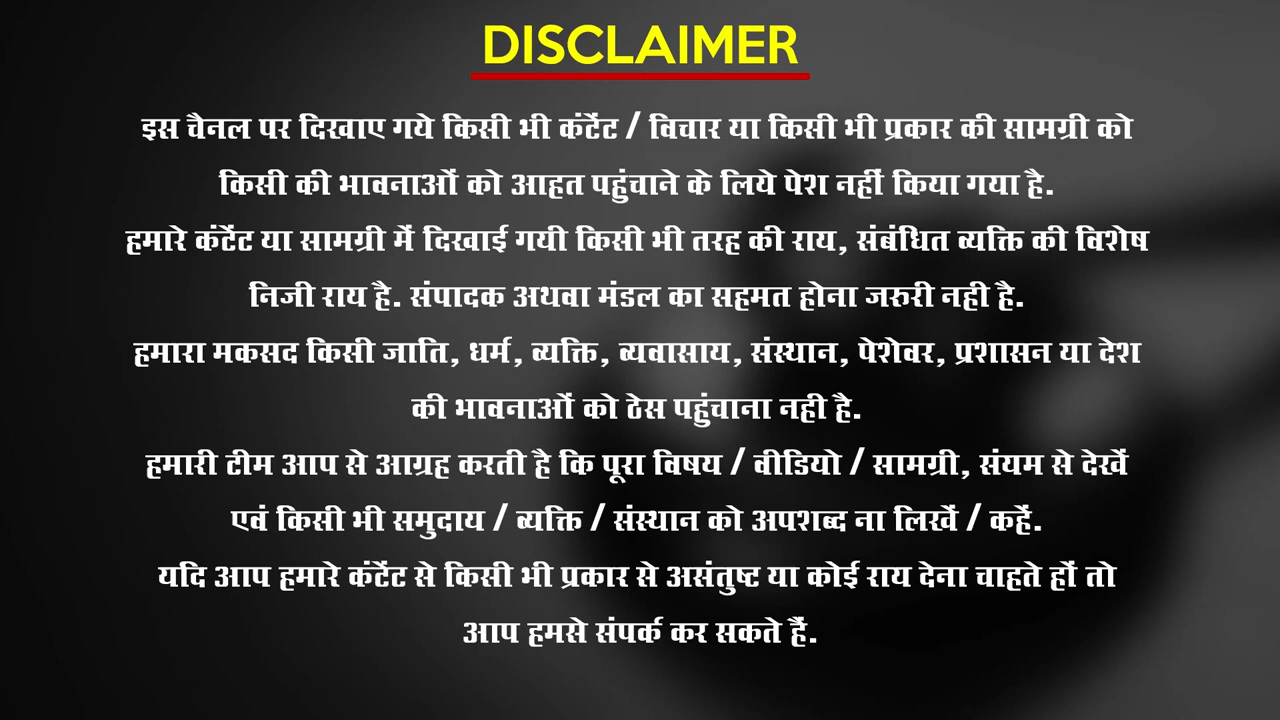 DISCLAIMER
इस चैनल पर दिखाए गये किसी भी कंटेंट / विचार या किसी भी प्रकार की सामग्री को
किसी की भावनाओं को आहत पहुंचाने के लिये पेश नहीं किया गया है.
हमारे कंटेंट या सामग्री में दिखाई गयी किसी भी तरह की राय, संबंधित व्यक्ति की विशेष
निजी राय है. संपादक अथवा मंडल का सहमत होना जरुरी नही है.
हमारा मकसद किसी जाति, धर्म, व्यक्ति, व्यवासाय, संस्थान, पेशेवर, प्रशासन या देश
की भावनाओं को ठेस पहुंचाना नही है.
हमारी टीम आप से आग्रह करती है कि पूरा विषय / वीडियो / सामग्री, संयम से देखें
एवं किसी भी समुदाय / व्यक्ति / संस्थान को अपशब्द ना लिखें / कहें.
यदि आप हमारे कंटेंट से किसी भी प्रकार से असंतुष्ट या कोई राय देना चाहते हों तो
आप हमसे संपर्क कर सकते हैं.